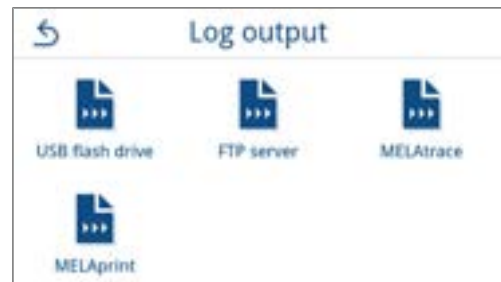 Log output
USB flash drive
FTP server
MELAtrace
MELAprint